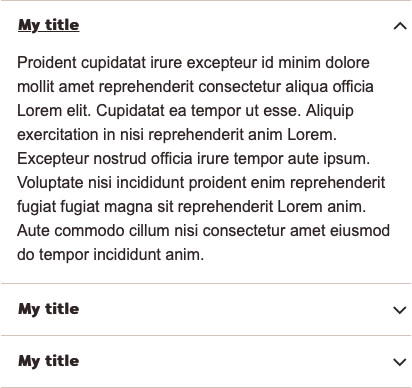 My title
Proident cupidatat irure excepteur id minim dolore
mollit amet reprehenderit consectetur aliqua officia
Lorem elit. Cupidatat ea tempor ut esse. Aliquip
exercitation in nisi reprehenderit anim Lorem.
Excepteur nostrud officia irure tempor aute ipsum.
Voluptate nisi incididunt proident enim reprehenderit
fugiat fugiat magna sit reprehenderit Lorem anim.
Aute commodo cillum nisi consectetur amet eiusmod
do tempor incididunt anim.
My title
My title